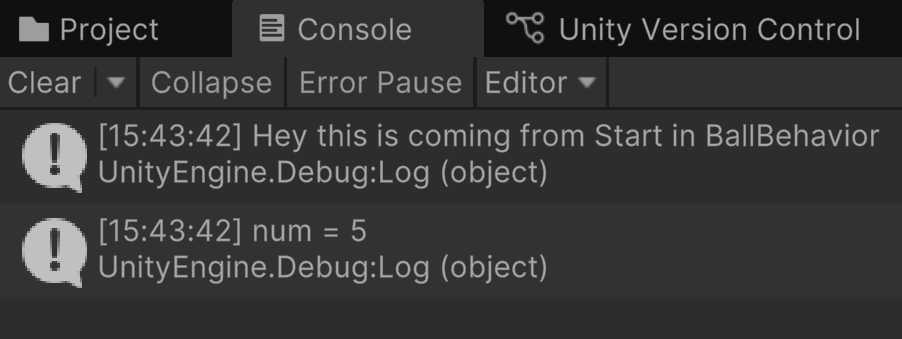 Project Console Unity Version Control
Clear Collapse Error Pause Editor
[15:43:42] Hey this is coming from Start in BallBehavior
UnityEngine.Debug:Log (object)
[15:43:42] num = 5
UnityEngine.Debug:Log (object)